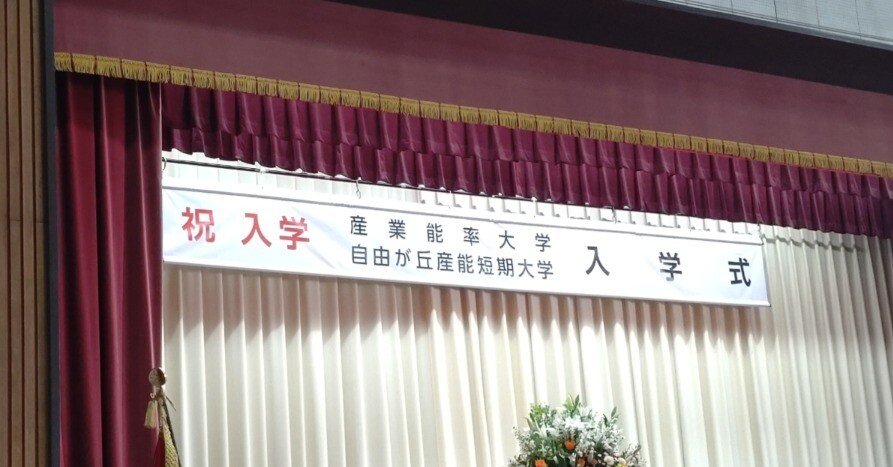 祝 入学
産業能率大学
自由が丘産能短期大学
入学式